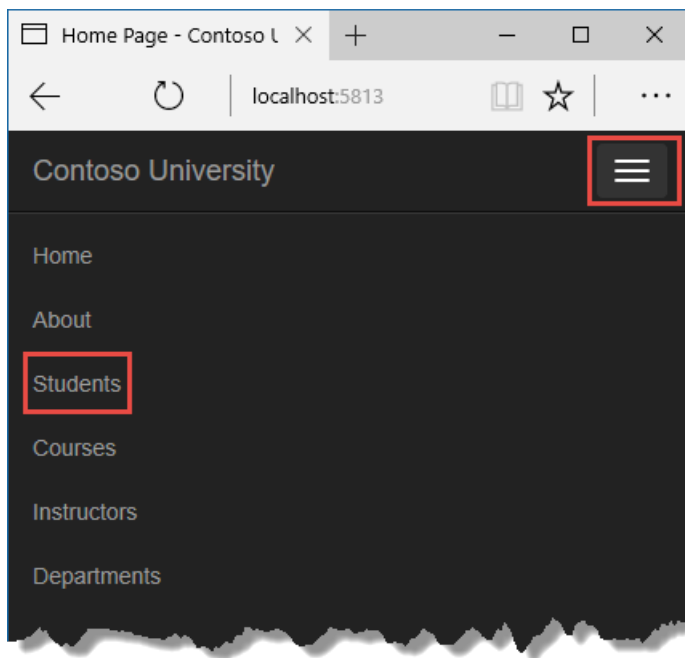 Home Page - Contoso U
localhost:5813
Contoso University
Home
About
Students
Courses
Instructors
Departments